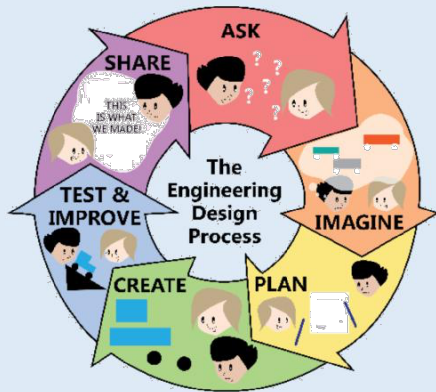 ASK
? ? ? ?
IMAGINE
PLAN
CREATE
TEST &
IMPROVE
SHARE
THIS
IS WHAT
WE MADE!
The
Engineering
Design
Process